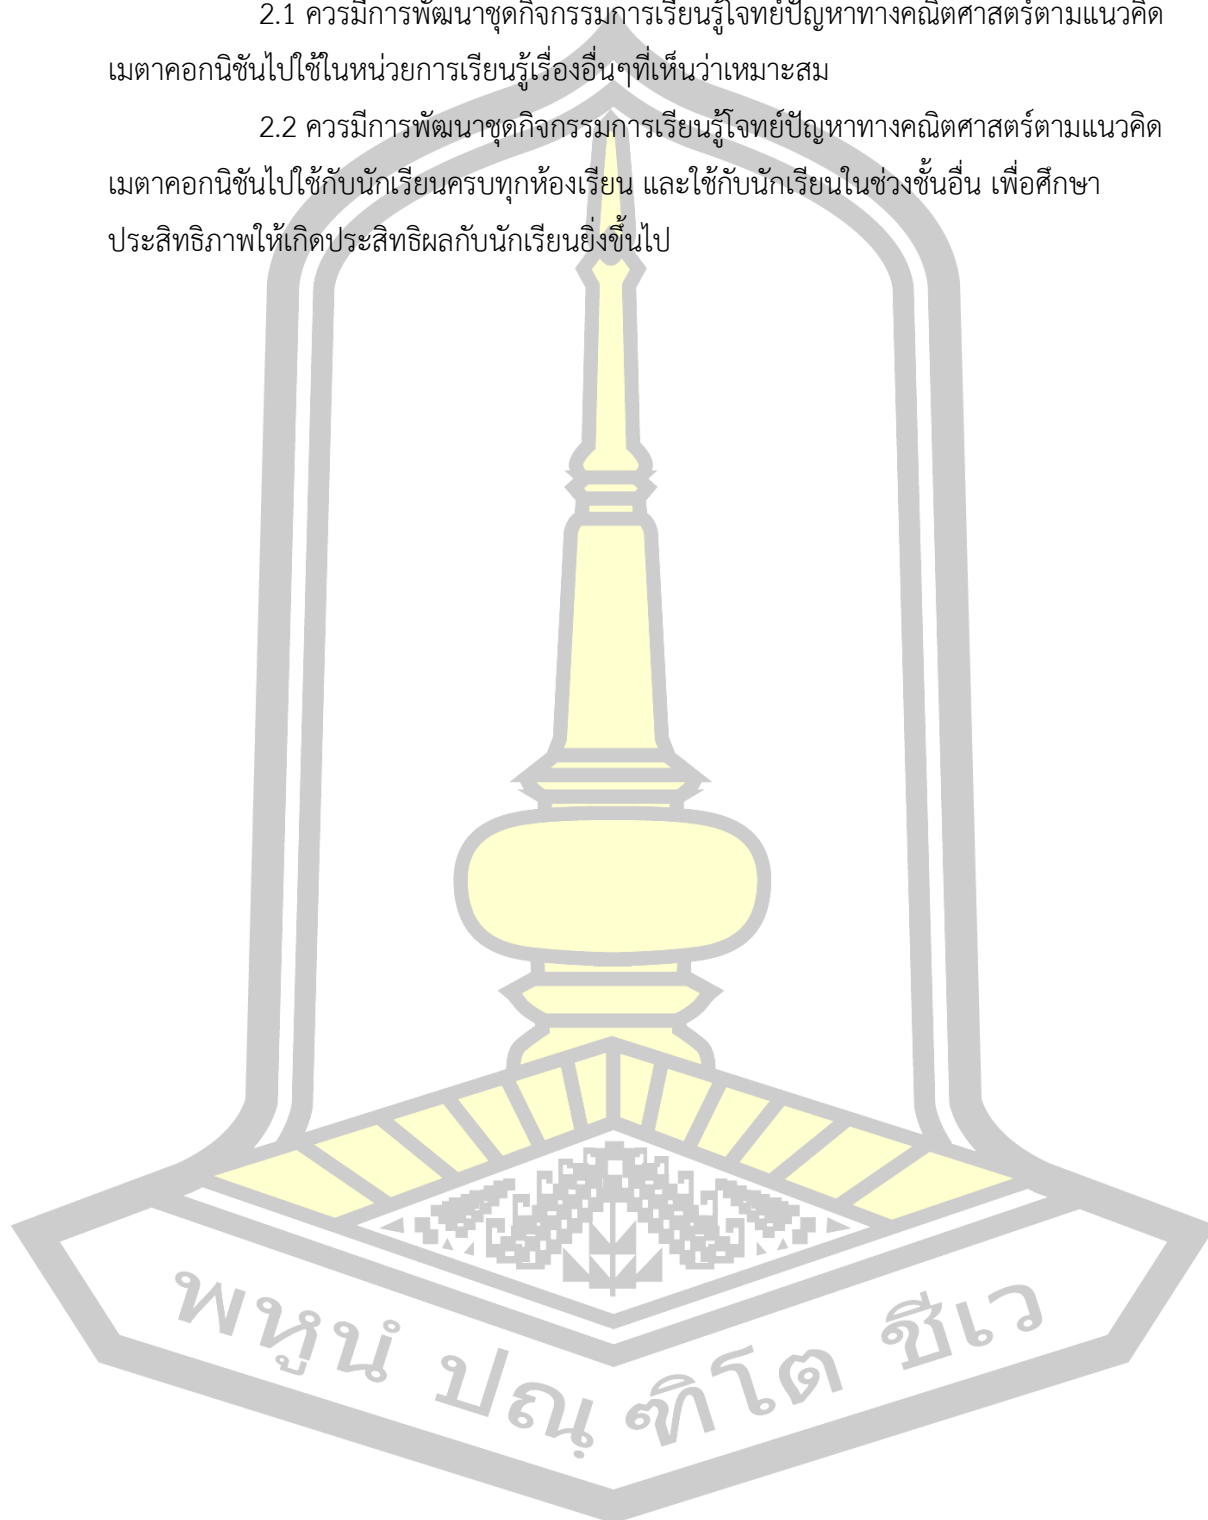 2.1 ควรมีการพัฒนาชุดกิจกรรมการเรียนรู้โจทย์ปัญหาทางคณิตศาสตร์ตามแนวคิด
เมตาคอกนิชันไปใช้ในหน่วยการเรียนรู้เรื่องอื่นๆที่เห็นว่าเหมาะสม
2.2 ควรมีการพัฒนาชุดกิจกรรมการเรียนรู้โจทย์ปัญหาทางคณิตศาสตร์ตามแนวคิด
เมตาคอกนิชันไปใช้กับนักเรียนครบทุกห้องเรียน และใช้กับนักเรียนในช่วงชั้นอื่น เพื่อศึกษา
ประสิทธิภาพให้เกิดประสิทธิผลกับนักเรียนยิ่งขึ้นไป
พหูนํ ปณฺฑิโต ชีเว